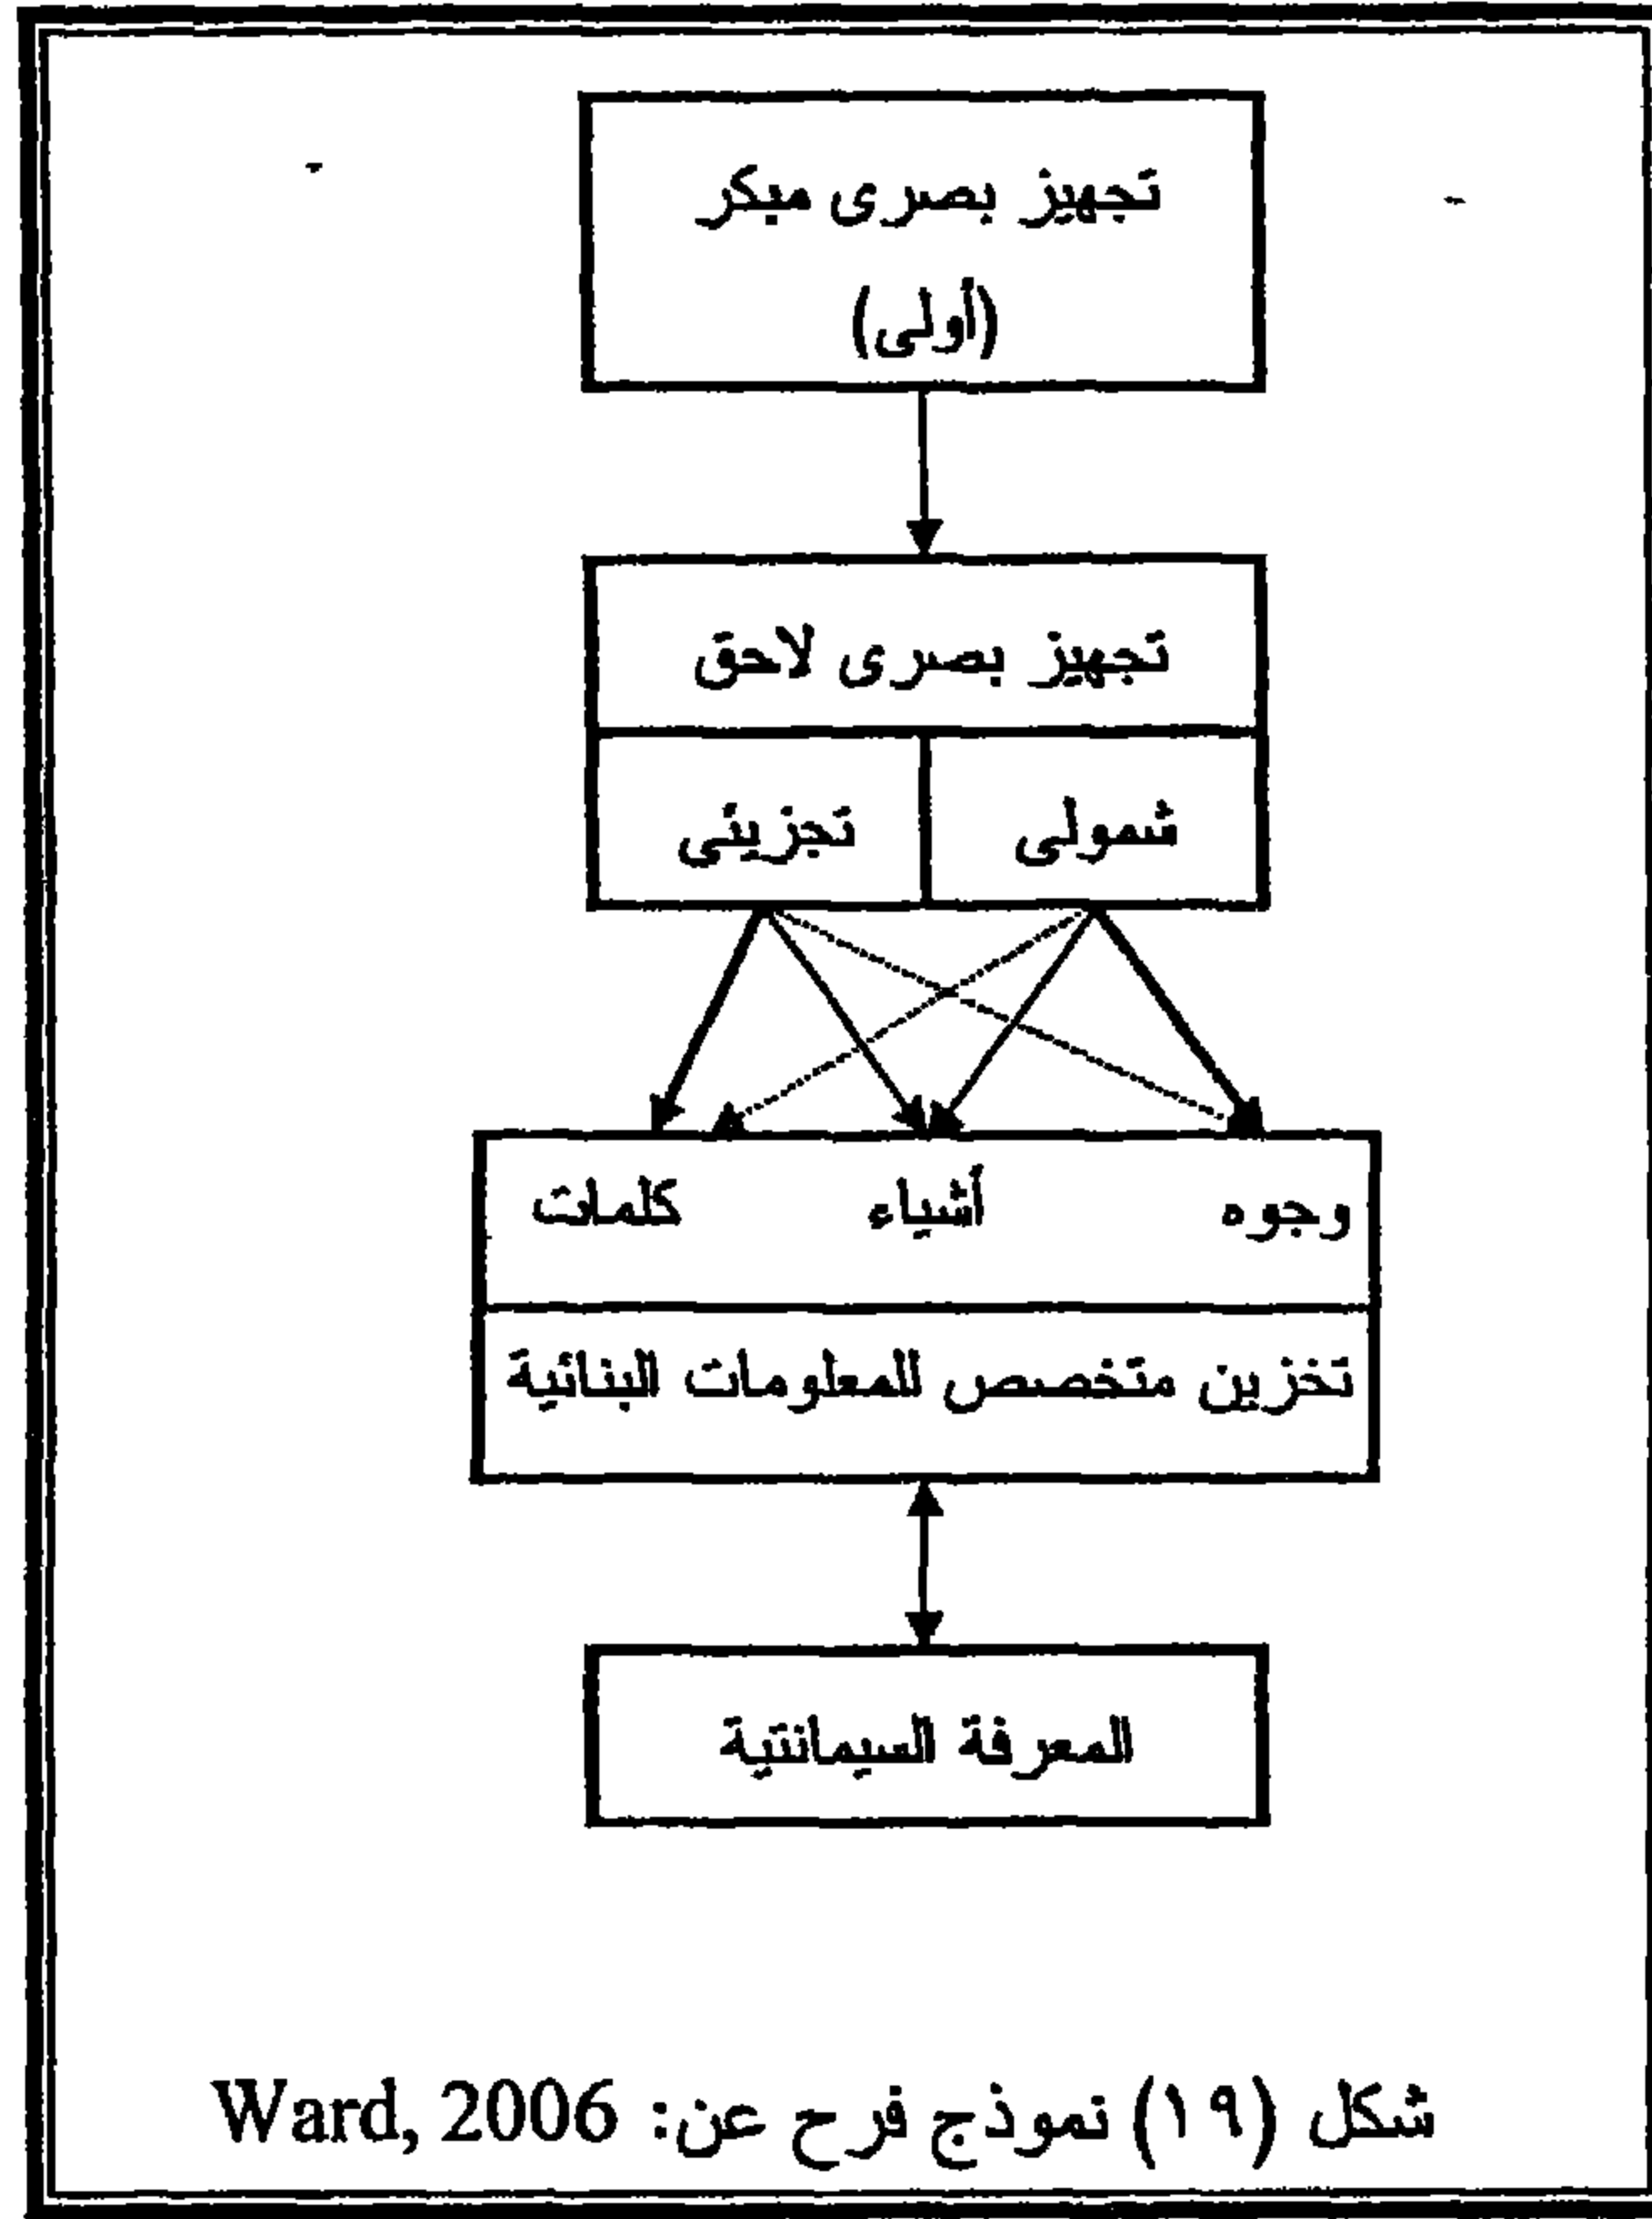 تجهيز بصرى مبكر
(أولى)
تجهيز بصرى لاحق
شمولى تجزيئى
وجوه أشياء كلمات
تخزين متخصص للمعلومات البنائية
المعرفة السيمانتية
شكل (١٩) نموذج فرح عن: Ward, 2006